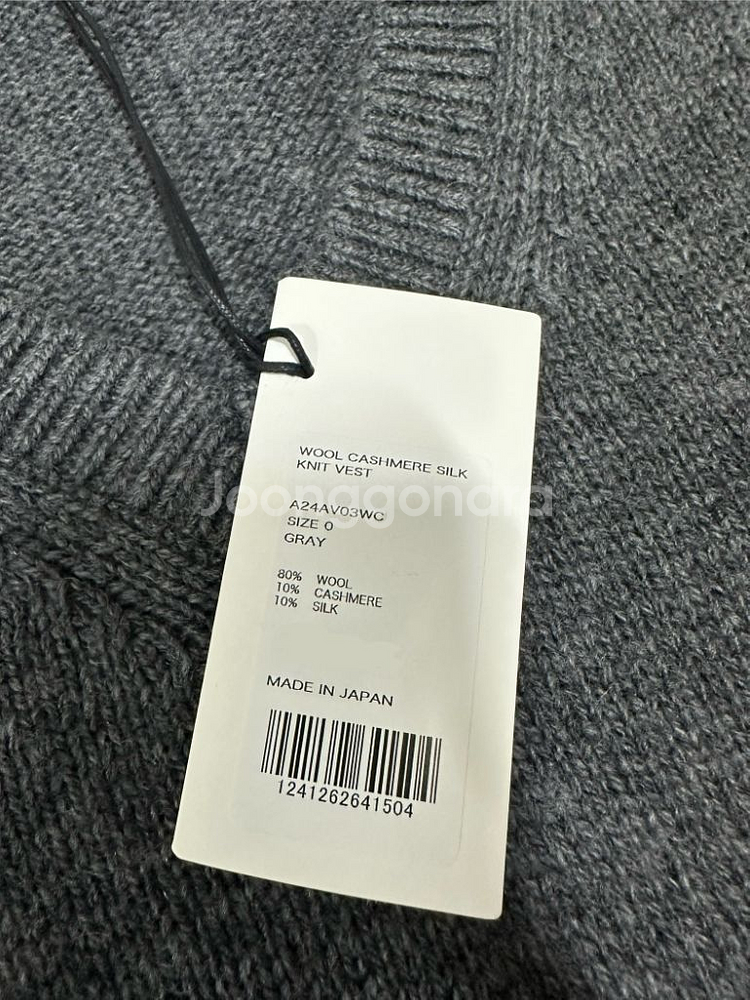 WOOL CASHMERE SILK
KNIT VEST
Joonggonara
A24AV03WC
SIZE 0
GRAY
80% WOOL
10% CASHMERE
10% SILK
MADE IN JAPAN
1241262641504